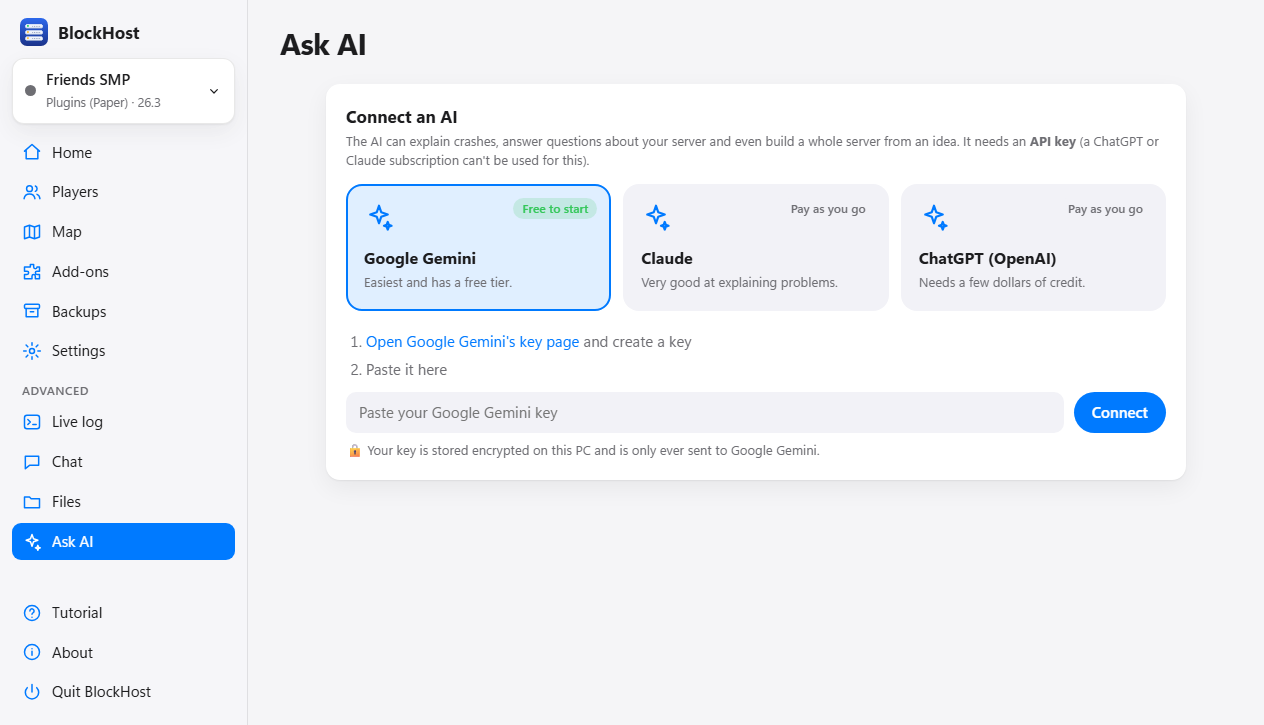 BlockHost
Friends SMP
Plugins (Paper) · 26.3
Home
Players
Map
Add-ons
Backups
Settings
ADVANCED
Live log
Chat
Files
Ask AI
Tutorial
About
Quit BlockHost
Ask AI
Connect an AI
The AI can explain crashes, answer questions about your server and even build a whole server from an idea. It needs an API key (a ChatGPT or
Claude subscription can't be used for this).
Free to start
Google Gemini
Easiest and has a free tier.
Pay as you go
Claude
Very good at explaining problems.
Pay as you go
ChatGPT (OpenAI)
Needs a few dollars of credit.
1. Open Google Gemini's key page and create a key
2. Paste it here
Paste your Google Gemini key
Connect
🔒 Your key is stored encrypted on this PC and is only ever sent to Google Gemini.